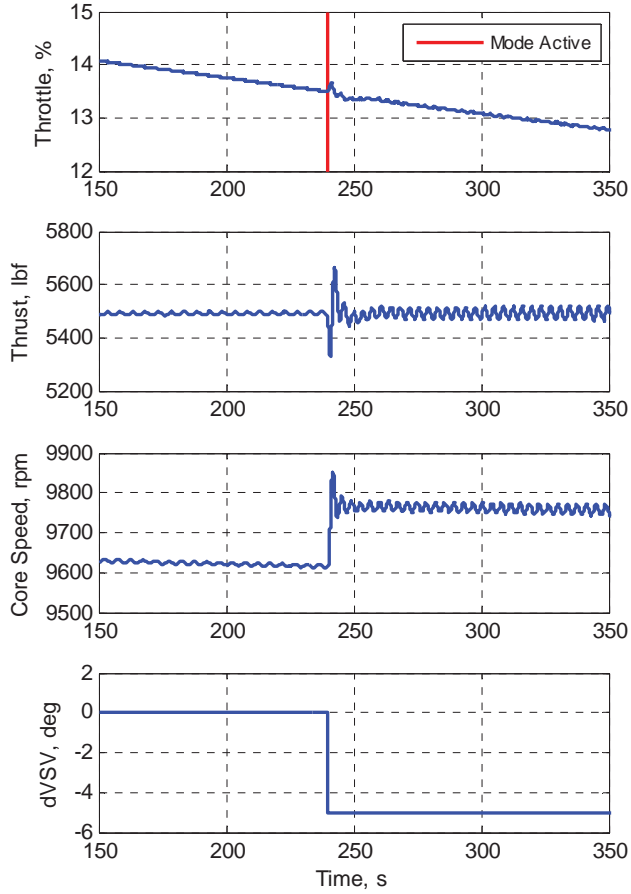 15
14
13
12
Throttle, %
Mode Active
150 200 250 300 350
5800
5600
5400
5200
Thrust, lbf
150 200 250 300 350
9900
9800
9700
9600
9500
Core Speed, rpm
150 200 250 300 350
2
0
-2
-4
-6
dVSV, deg
150 200 250 300 350
Time, s